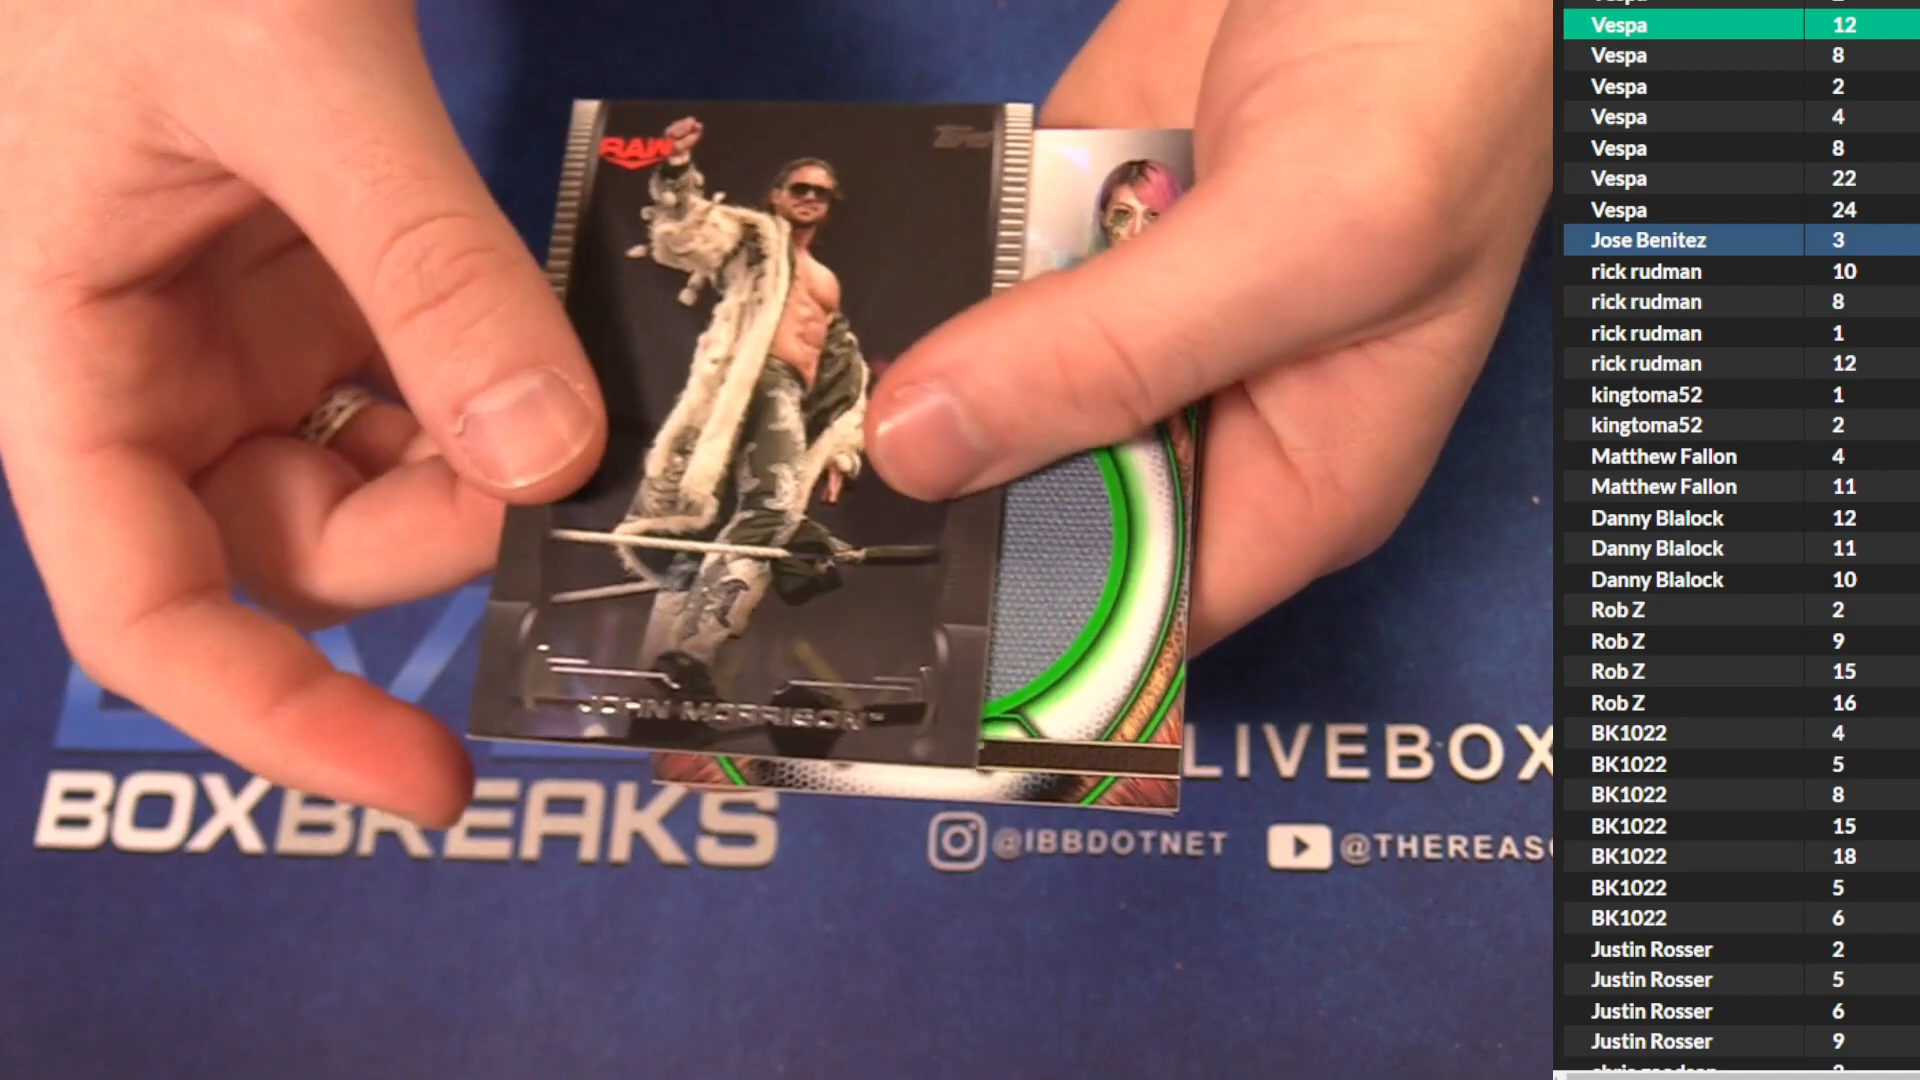 RAW
Topps
JOHN MORRISON™
BOXBREAKS
LIVEBOX
@IBBDOTNET
@THEREAS
Vespa 12
Vespa 8
Vespa 2
Vespa 4
Vespa 8
Vespa 22
Vespa 24
Jose Benitez 3
rick rudman 10
rick rudman 8
rick rudman 1
rick rudman 12
kingtoma52 1
kingtoma52 2
Matthew Fallon 4
Matthew Fallon 11
Danny Blalock 12
Danny Blalock 11
Danny Blalock 10
Rob Z 2
Rob Z 9
Rob Z 15
Rob Z 16
BK1022 4
BK1022 5
BK1022 8
BK1022 15
BK1022 18
BK1022 5
BK1022 6
Justin Rosser 2
Justin Rosser 5
Justin Rosser 6
Justin Rosser 9